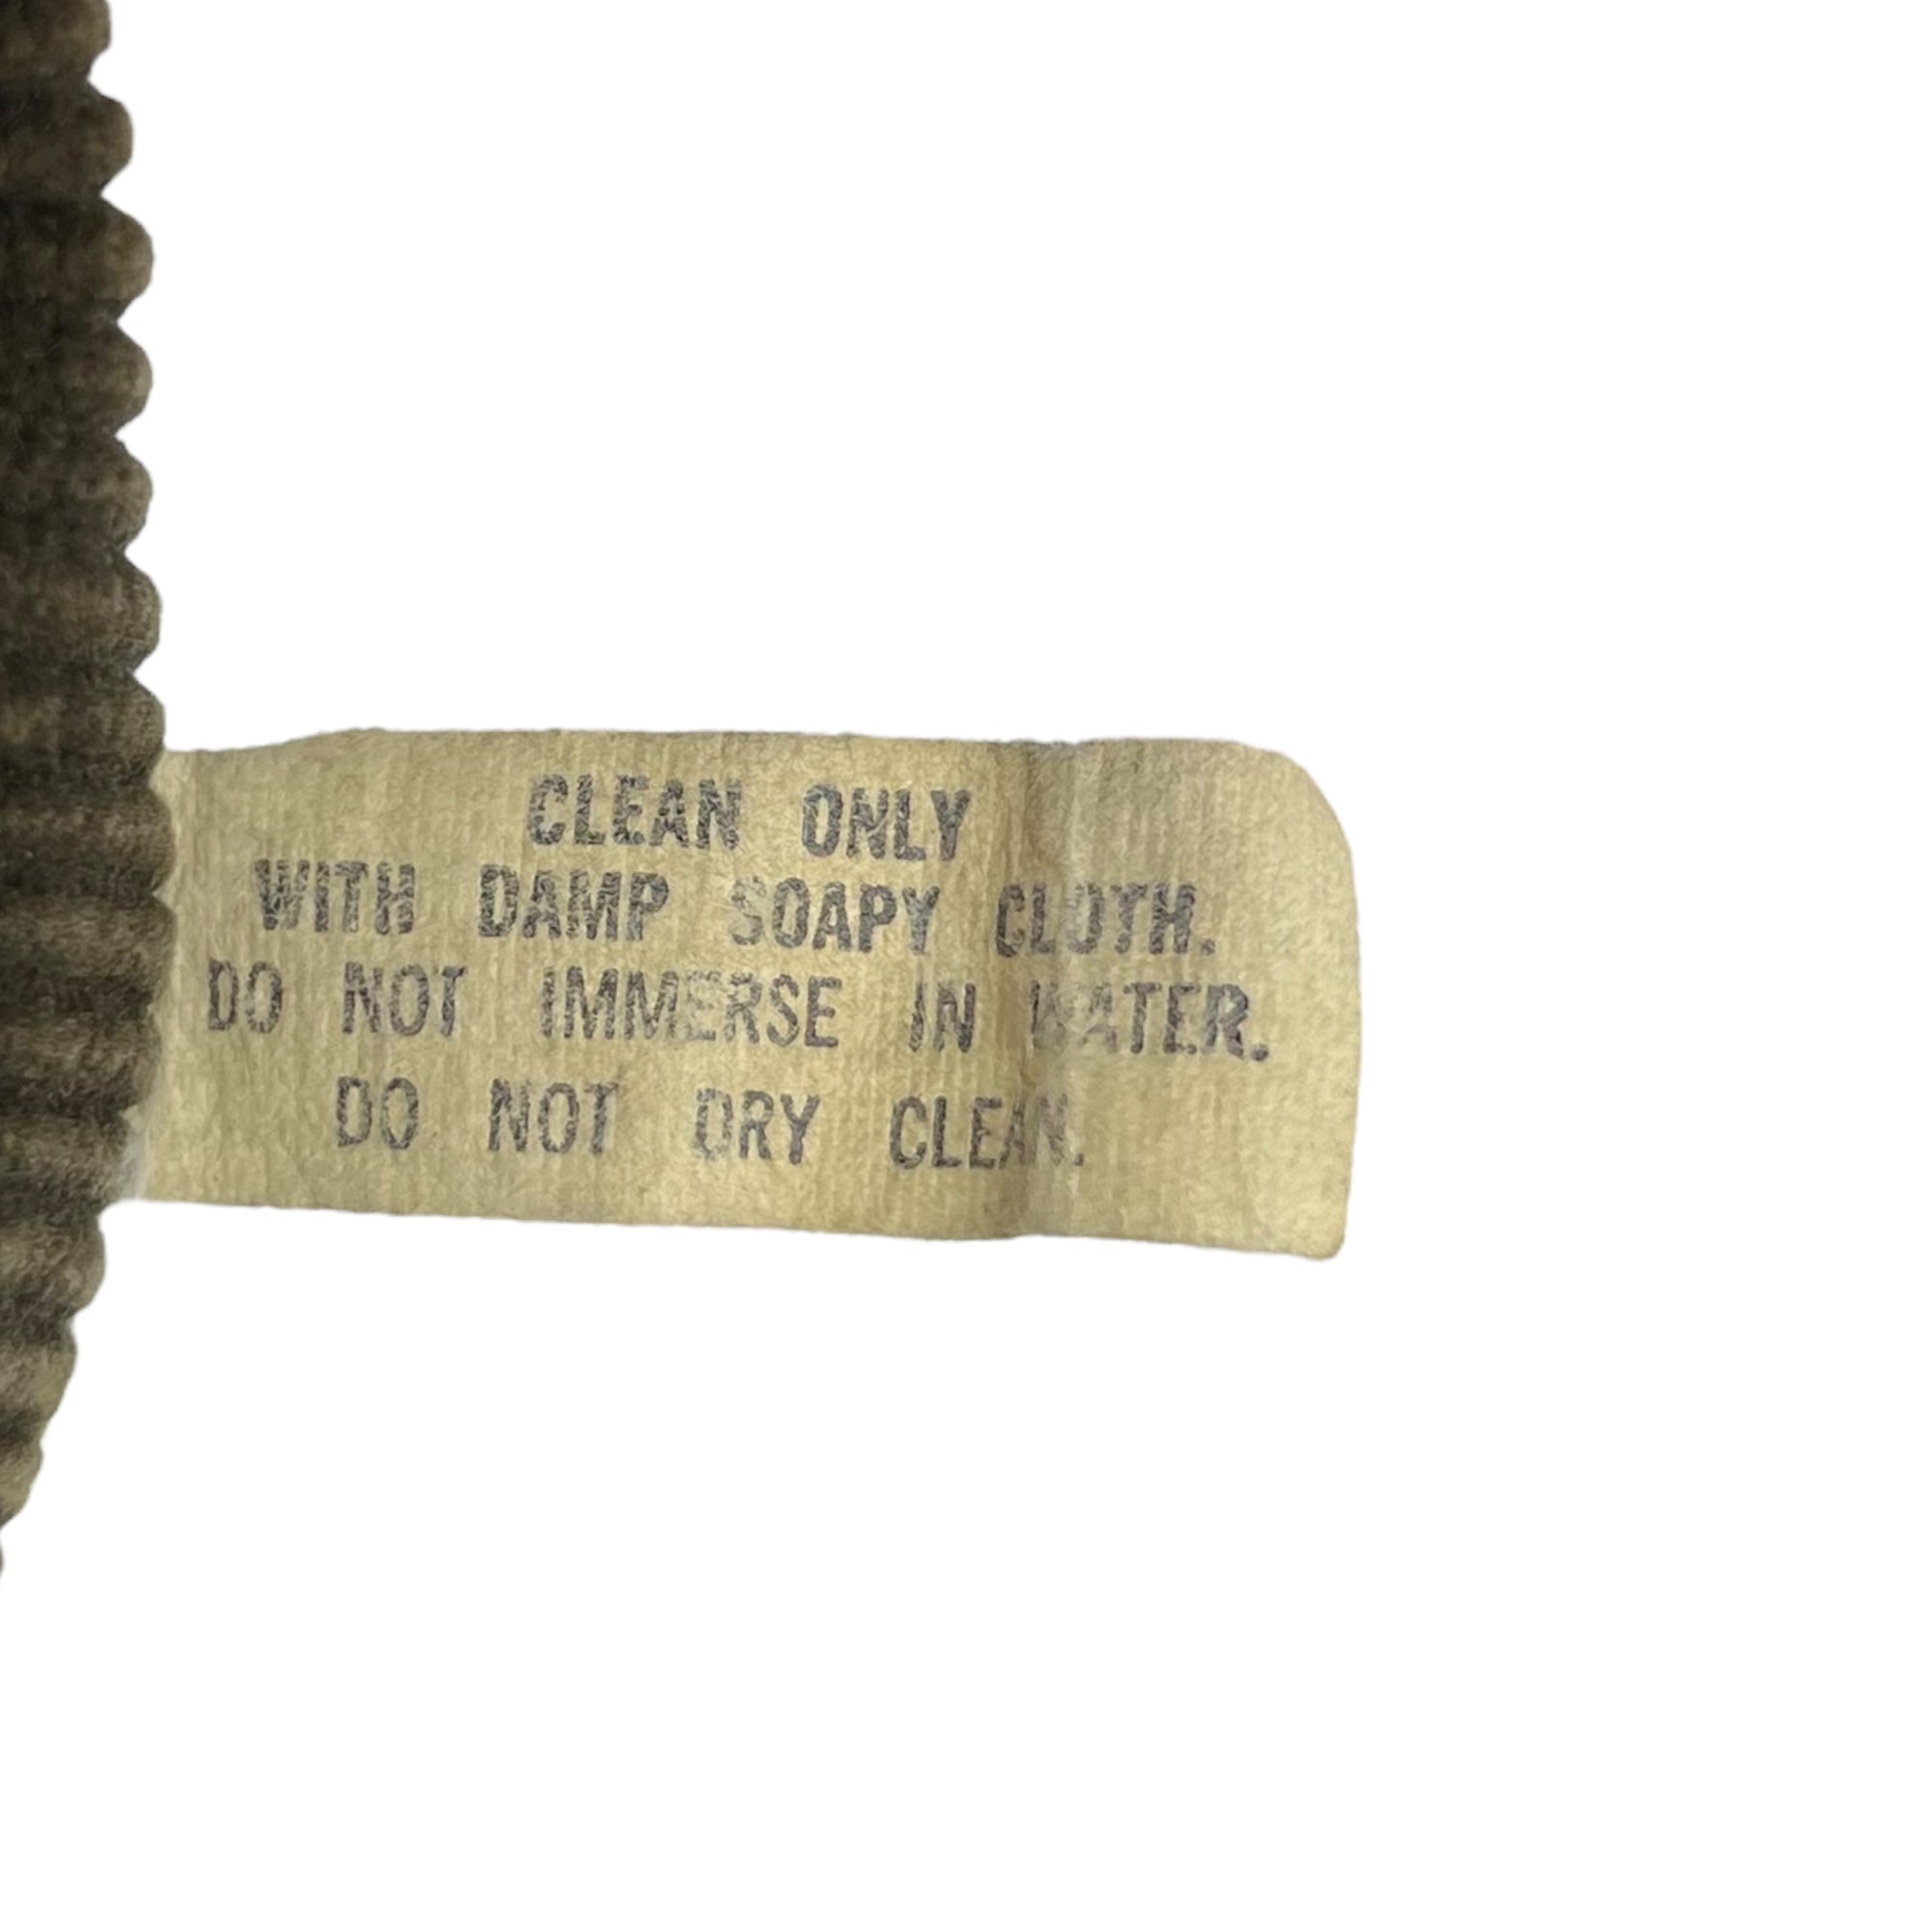 CLEAN ONLY
WITH DAMP SOAPY CLOTH.
DO NOT IMMERSE IN WATER.
DO NOT DRY CLEAN.